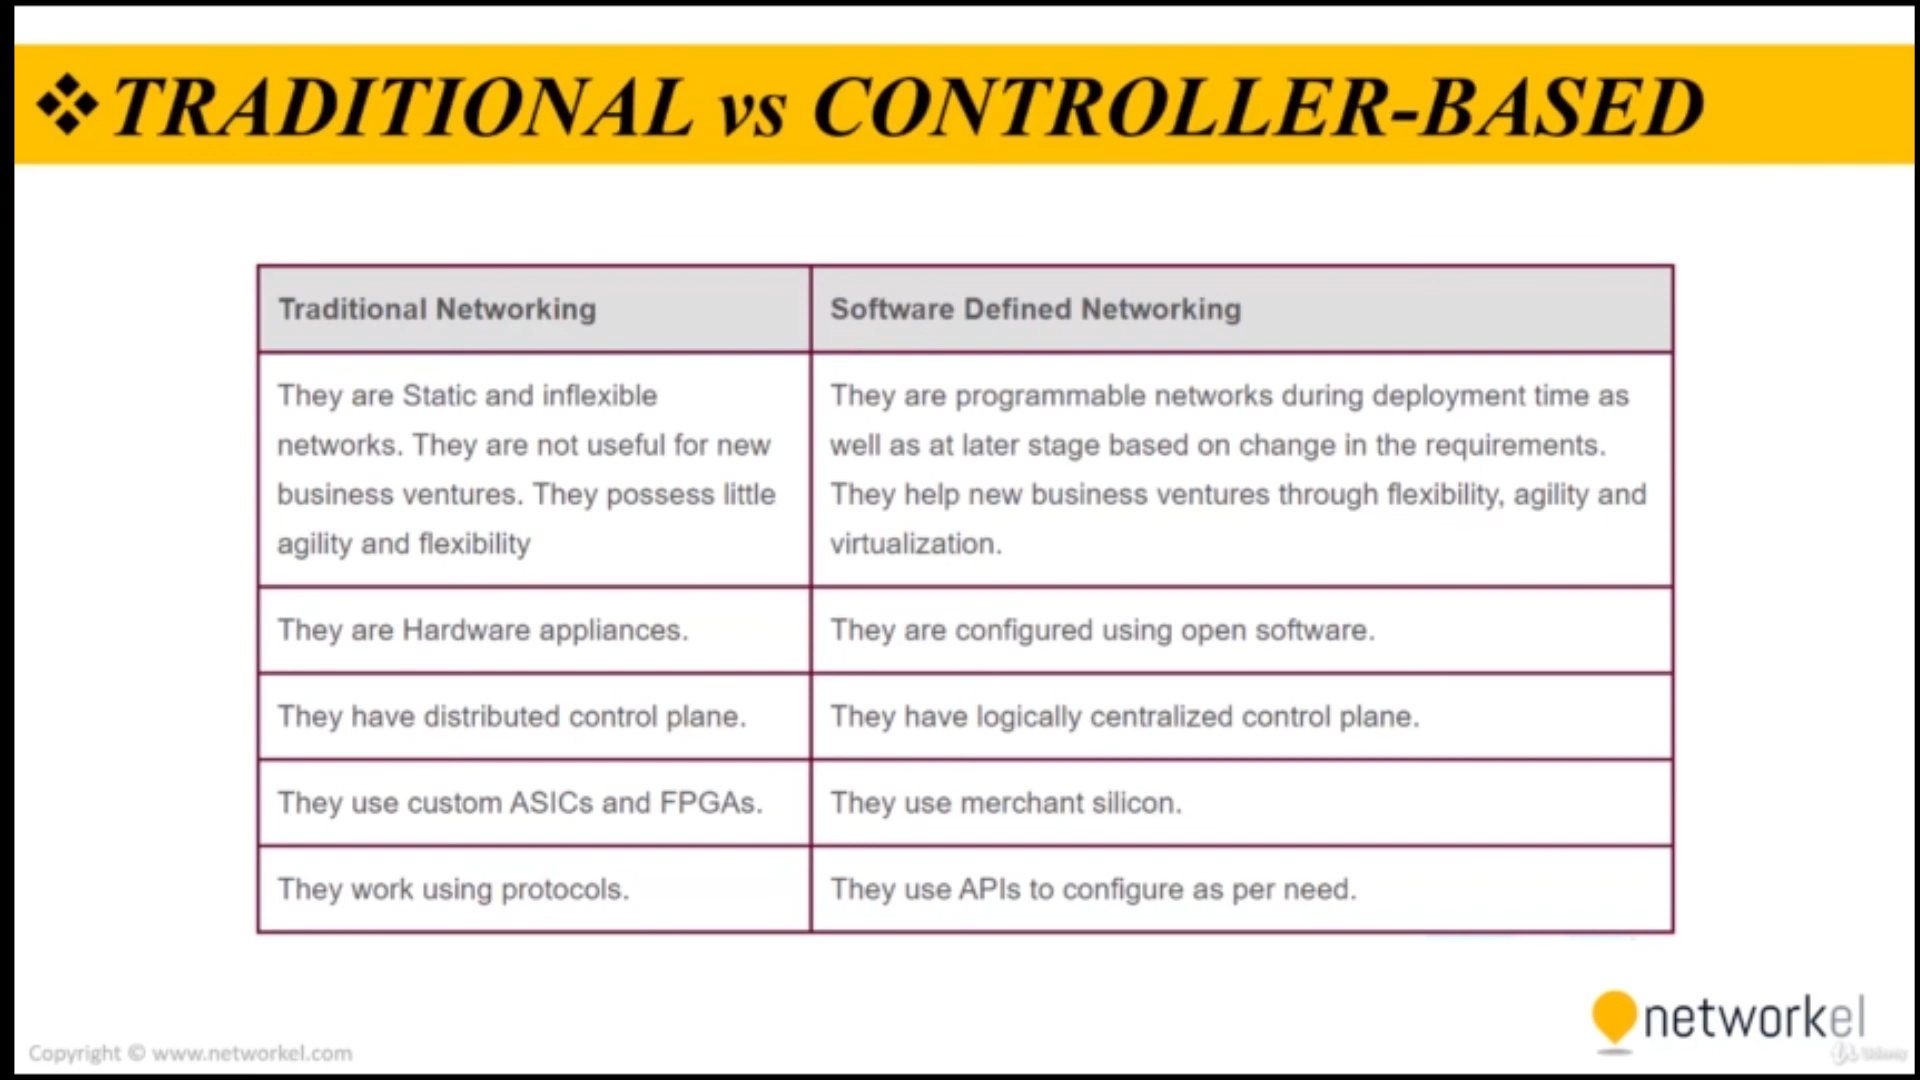 TRADITIONAL vs CONTROLLER-BASED
Traditional Networking
Software Defined Networking
They are Static and inflexible
networks. They are not useful for new
business ventures. They possess little
agility and flexibility
They are programmable networks during deployment time as
well as at later stage based on change in the requirements.
They help new business ventures through flexibility, agility and
virtualization.
They are Hardware appliances.
They are configured using open software.
They have distributed control plane.
They have logically centralized control plane.
They use custom ASICs and FPGAs.
They use merchant silicon.
They work using protocols.
They use APIs to configure as per need.
networkel
Copyright © www.networkel.com
Udemy